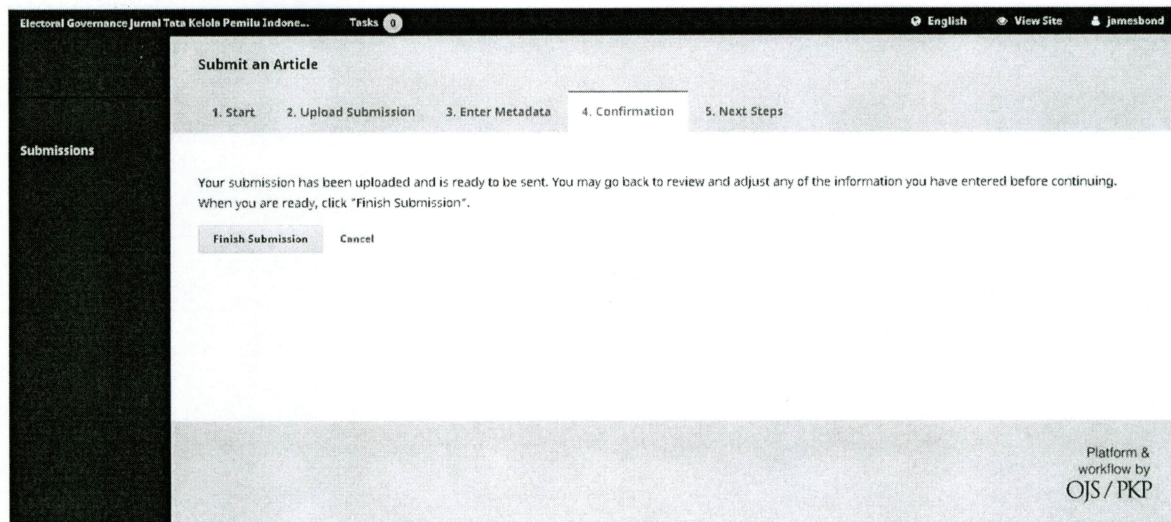 Electoral Governance Jurnal Tata Kelola Pemilu Indone... Tasks 0 English View Site jamesbond
Submit an Article
1. Start 2. Upload Submission 3. Enter Metadata 4. Confirmation 5. Next Steps
Submissions
Your submission has been uploaded and is ready to be sent. You may go back to review and adjust any of the information you have entered before continuing.
When you are ready, click "Finish Submission".
Finish Submission Cancel
Platform &
workflow by
OJS / PKP